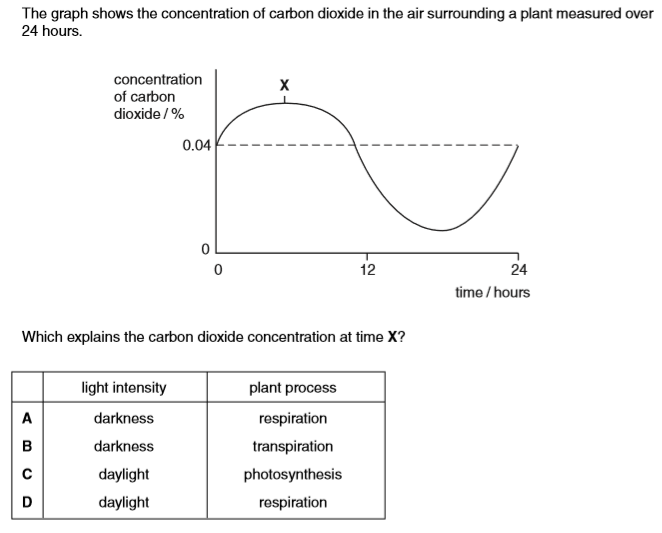 The graph shows the concentration of carbon dioxide in the air surrounding a plant measured over
24 hours.
concentration
of carbon
dioxide / %
X
0.04
0
0
12
24
time / hours
Which explains the carbon dioxide concentration at time X?
light intensity plant process
A darkness respiration
B darkness transpiration
C daylight photosynthesis
D daylight respiration